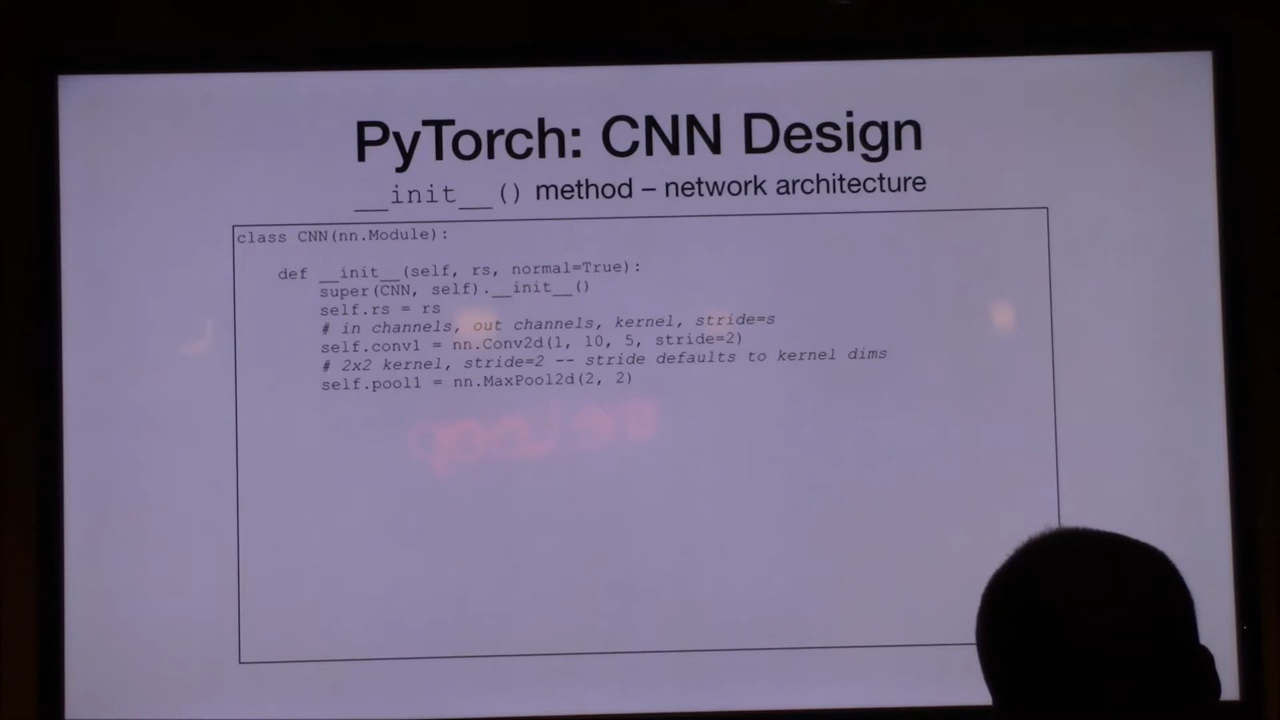 PyTorch: CNN Design
__init__() method – network architecture
class CNN(nn.Module):
def __init__(self, rs, normal=True):
super(CNN, self).__init__()
self.rs = rs
# in channels, out channels, kernel, stride=s
self.conv1 = nn.Conv2d(1, 10, 5, stride=2)
# 2x2 kernel, stride=2 -- stride defaults to kernel dims
self.pool1 = nn.MaxPool2d(2, 2)